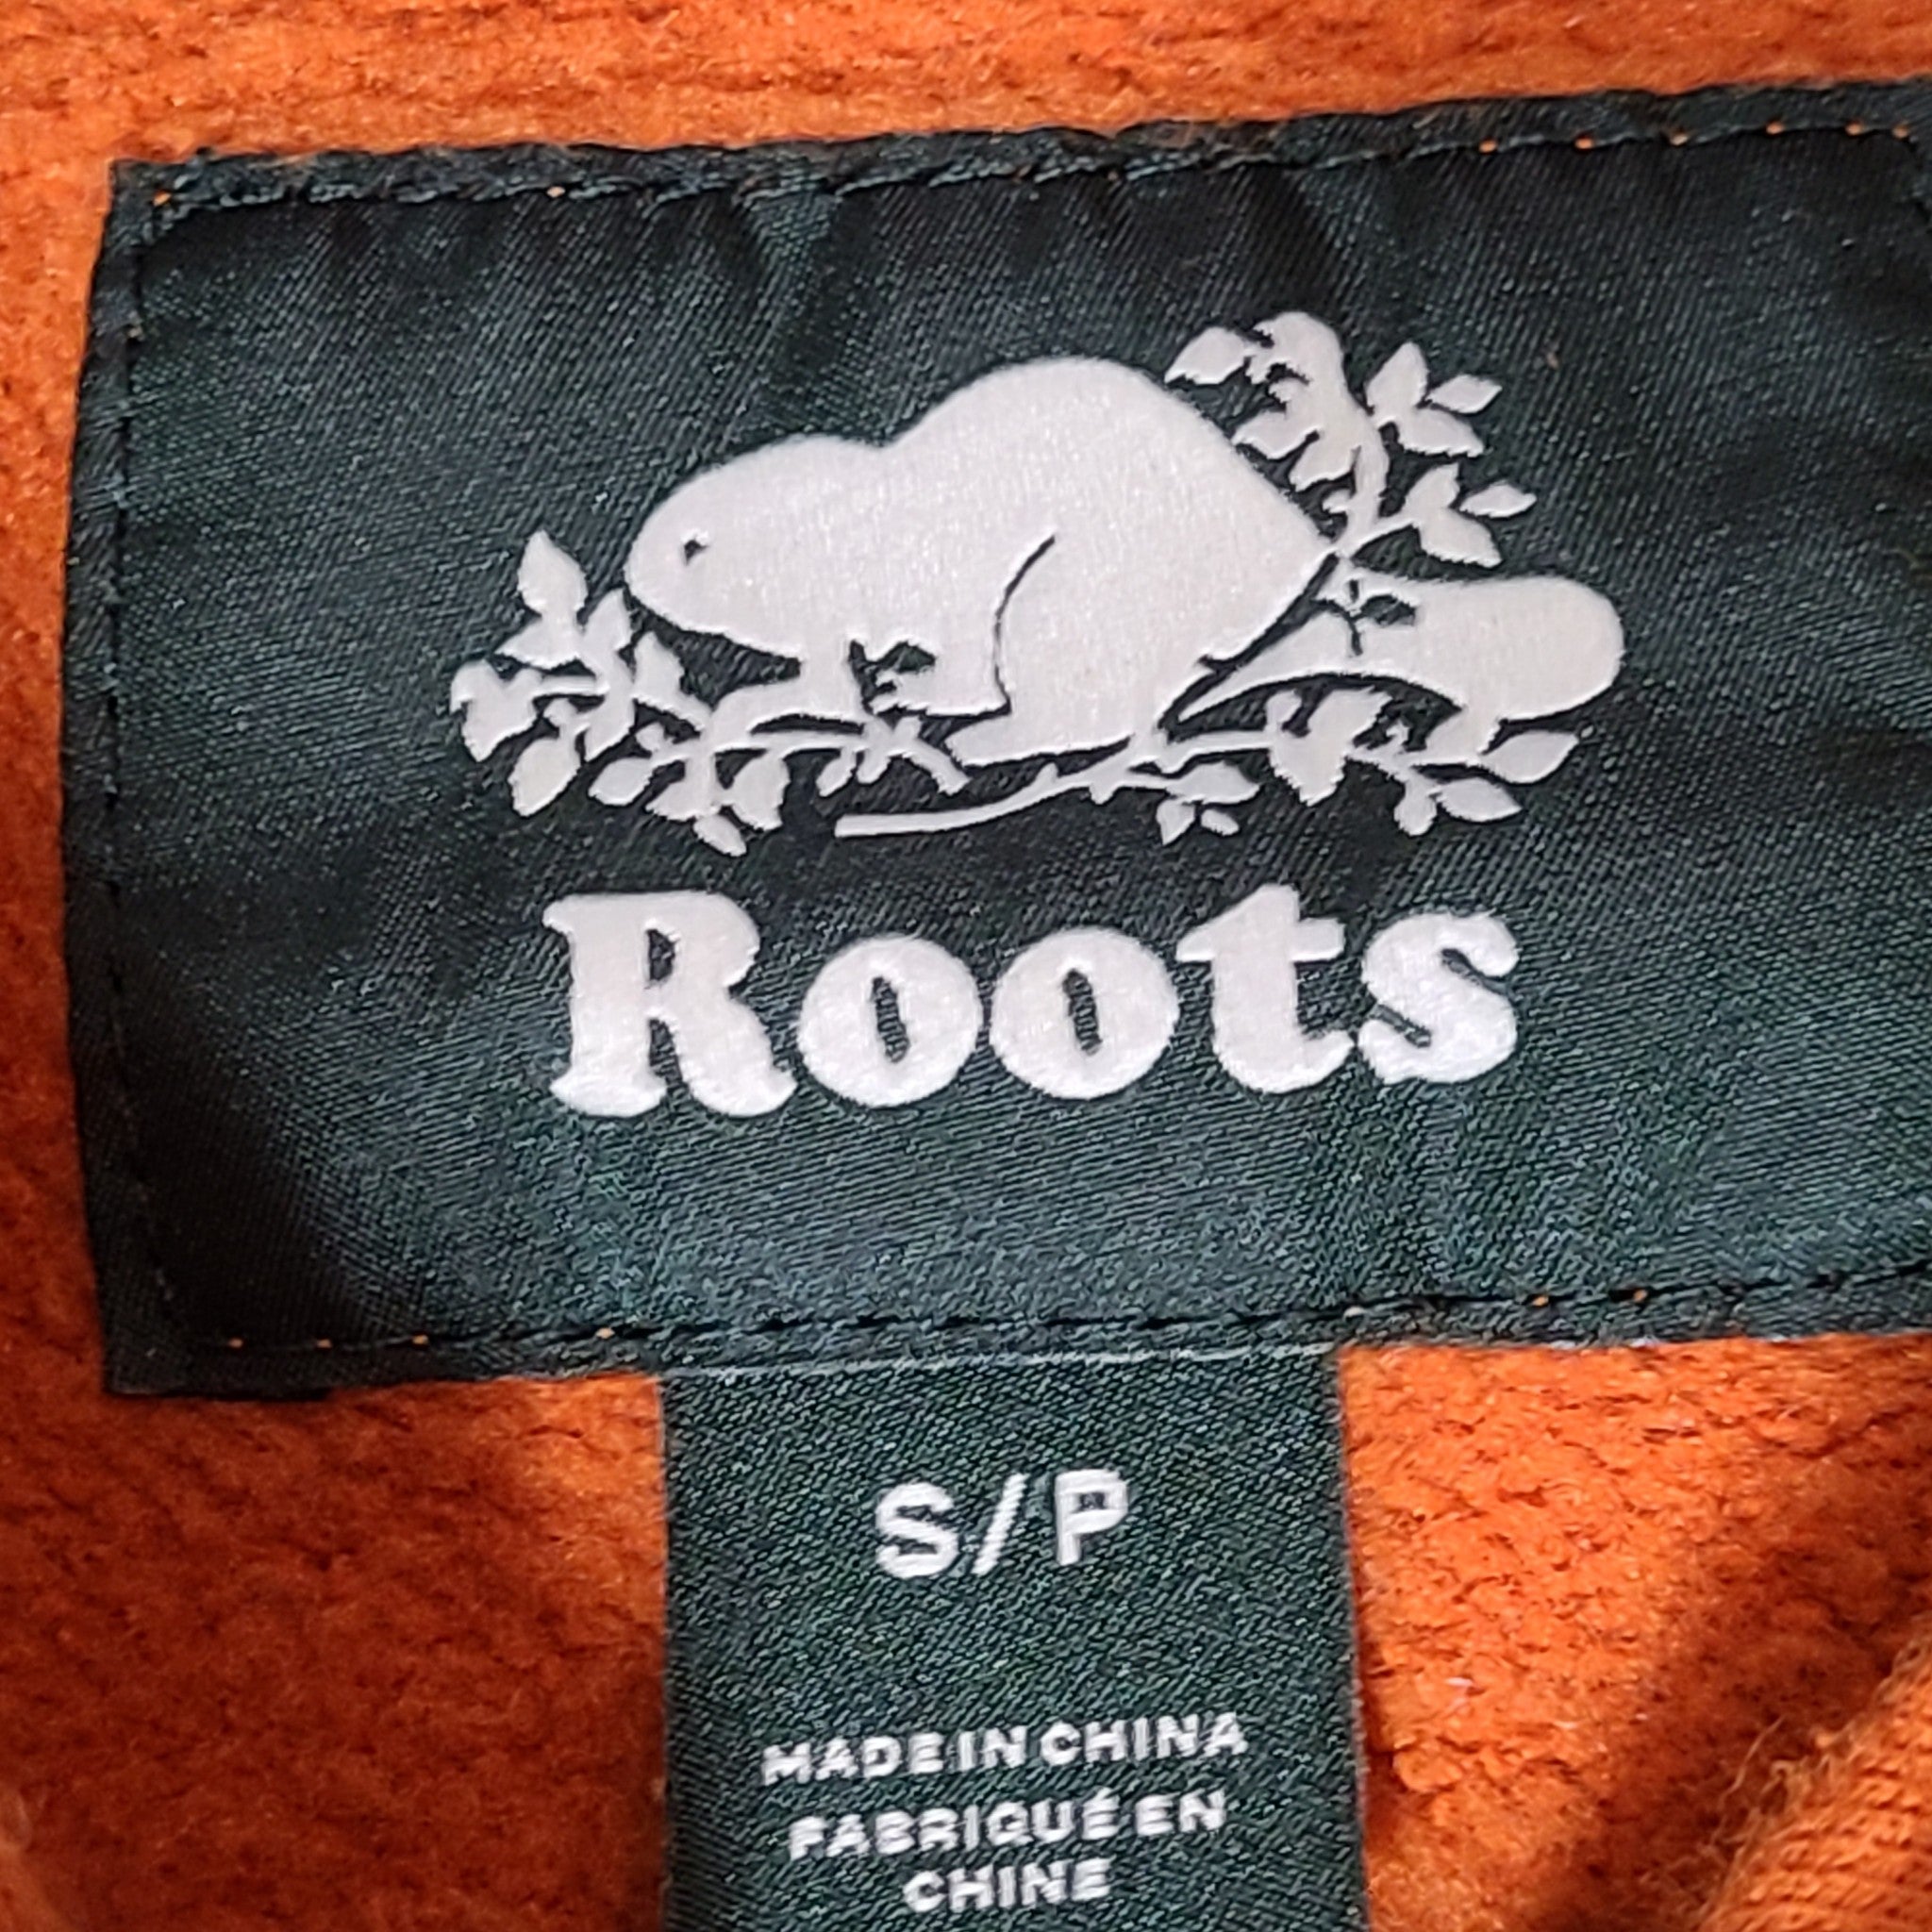 Roots
S/P
MADE IN CHINA
FABRIQUÉ EN
CHINE